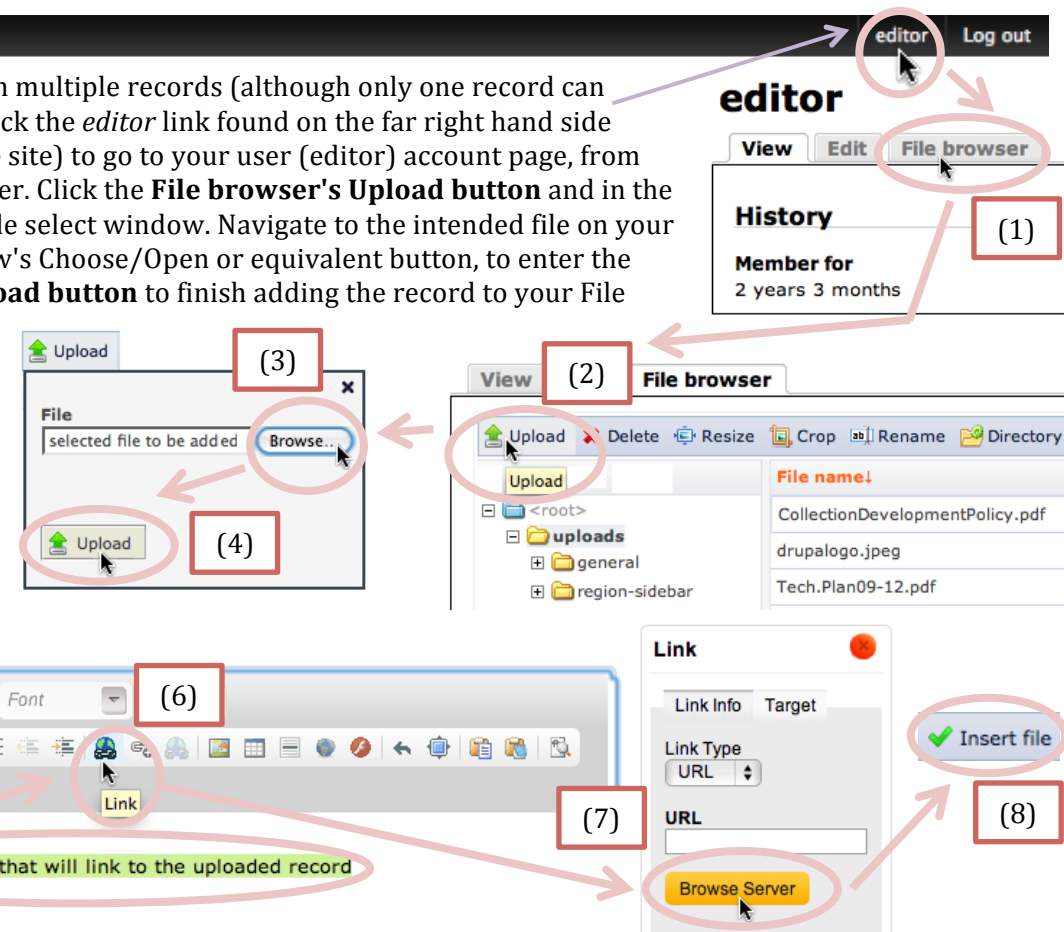 editor Log out
n multiple records (although only one record can
ck the editor link found on the far right hand side
e site) to go to your user (editor) account page, from
er. Click the File browser's Upload button and in the
le select window. Navigate to the intended file on your
w's Choose/Open or equivalent button, to enter the
oad button to finish adding the record to your File
editor
View Edit File browser
History
(1)
Member for
2 years 3 months
Upload
(3)
File
selected file to be added Browse...
Upload
(4)
View (2) File browser
Upload Delete Resize Crop Rename Directory
Upload
File name↓
<root>
uploads
general
region-sidebar
CollectionDevelopmentPolicy.pdf
drupalogo.jpeg
Tech.Plan09-12.pdf
Font
(6)
Link
that will link to the uploaded record
Link
Link Info Target
Link Type
URL
(7)
URL
Browse Server
Insert file
(8)